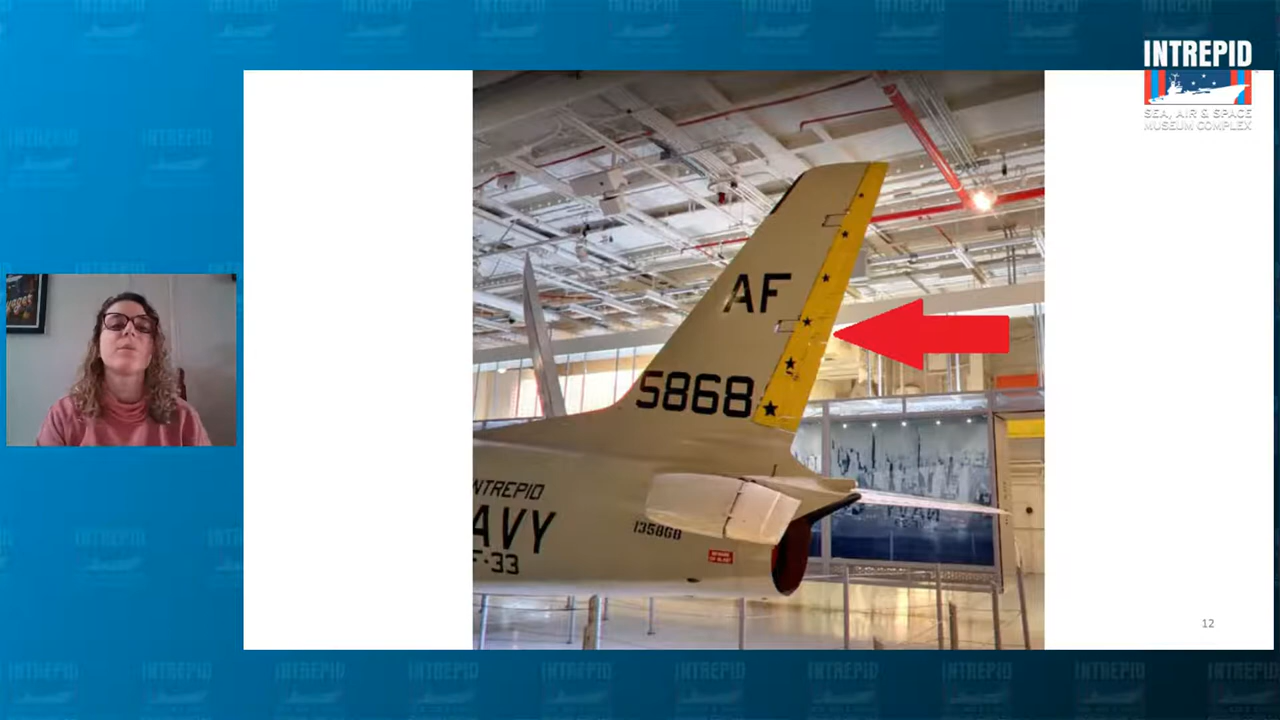 INTREPID
SEA, AIR & SPACE
MUSEUM COMPLEX
AF
5868
NTREPID
AVY
135868
F-33
12